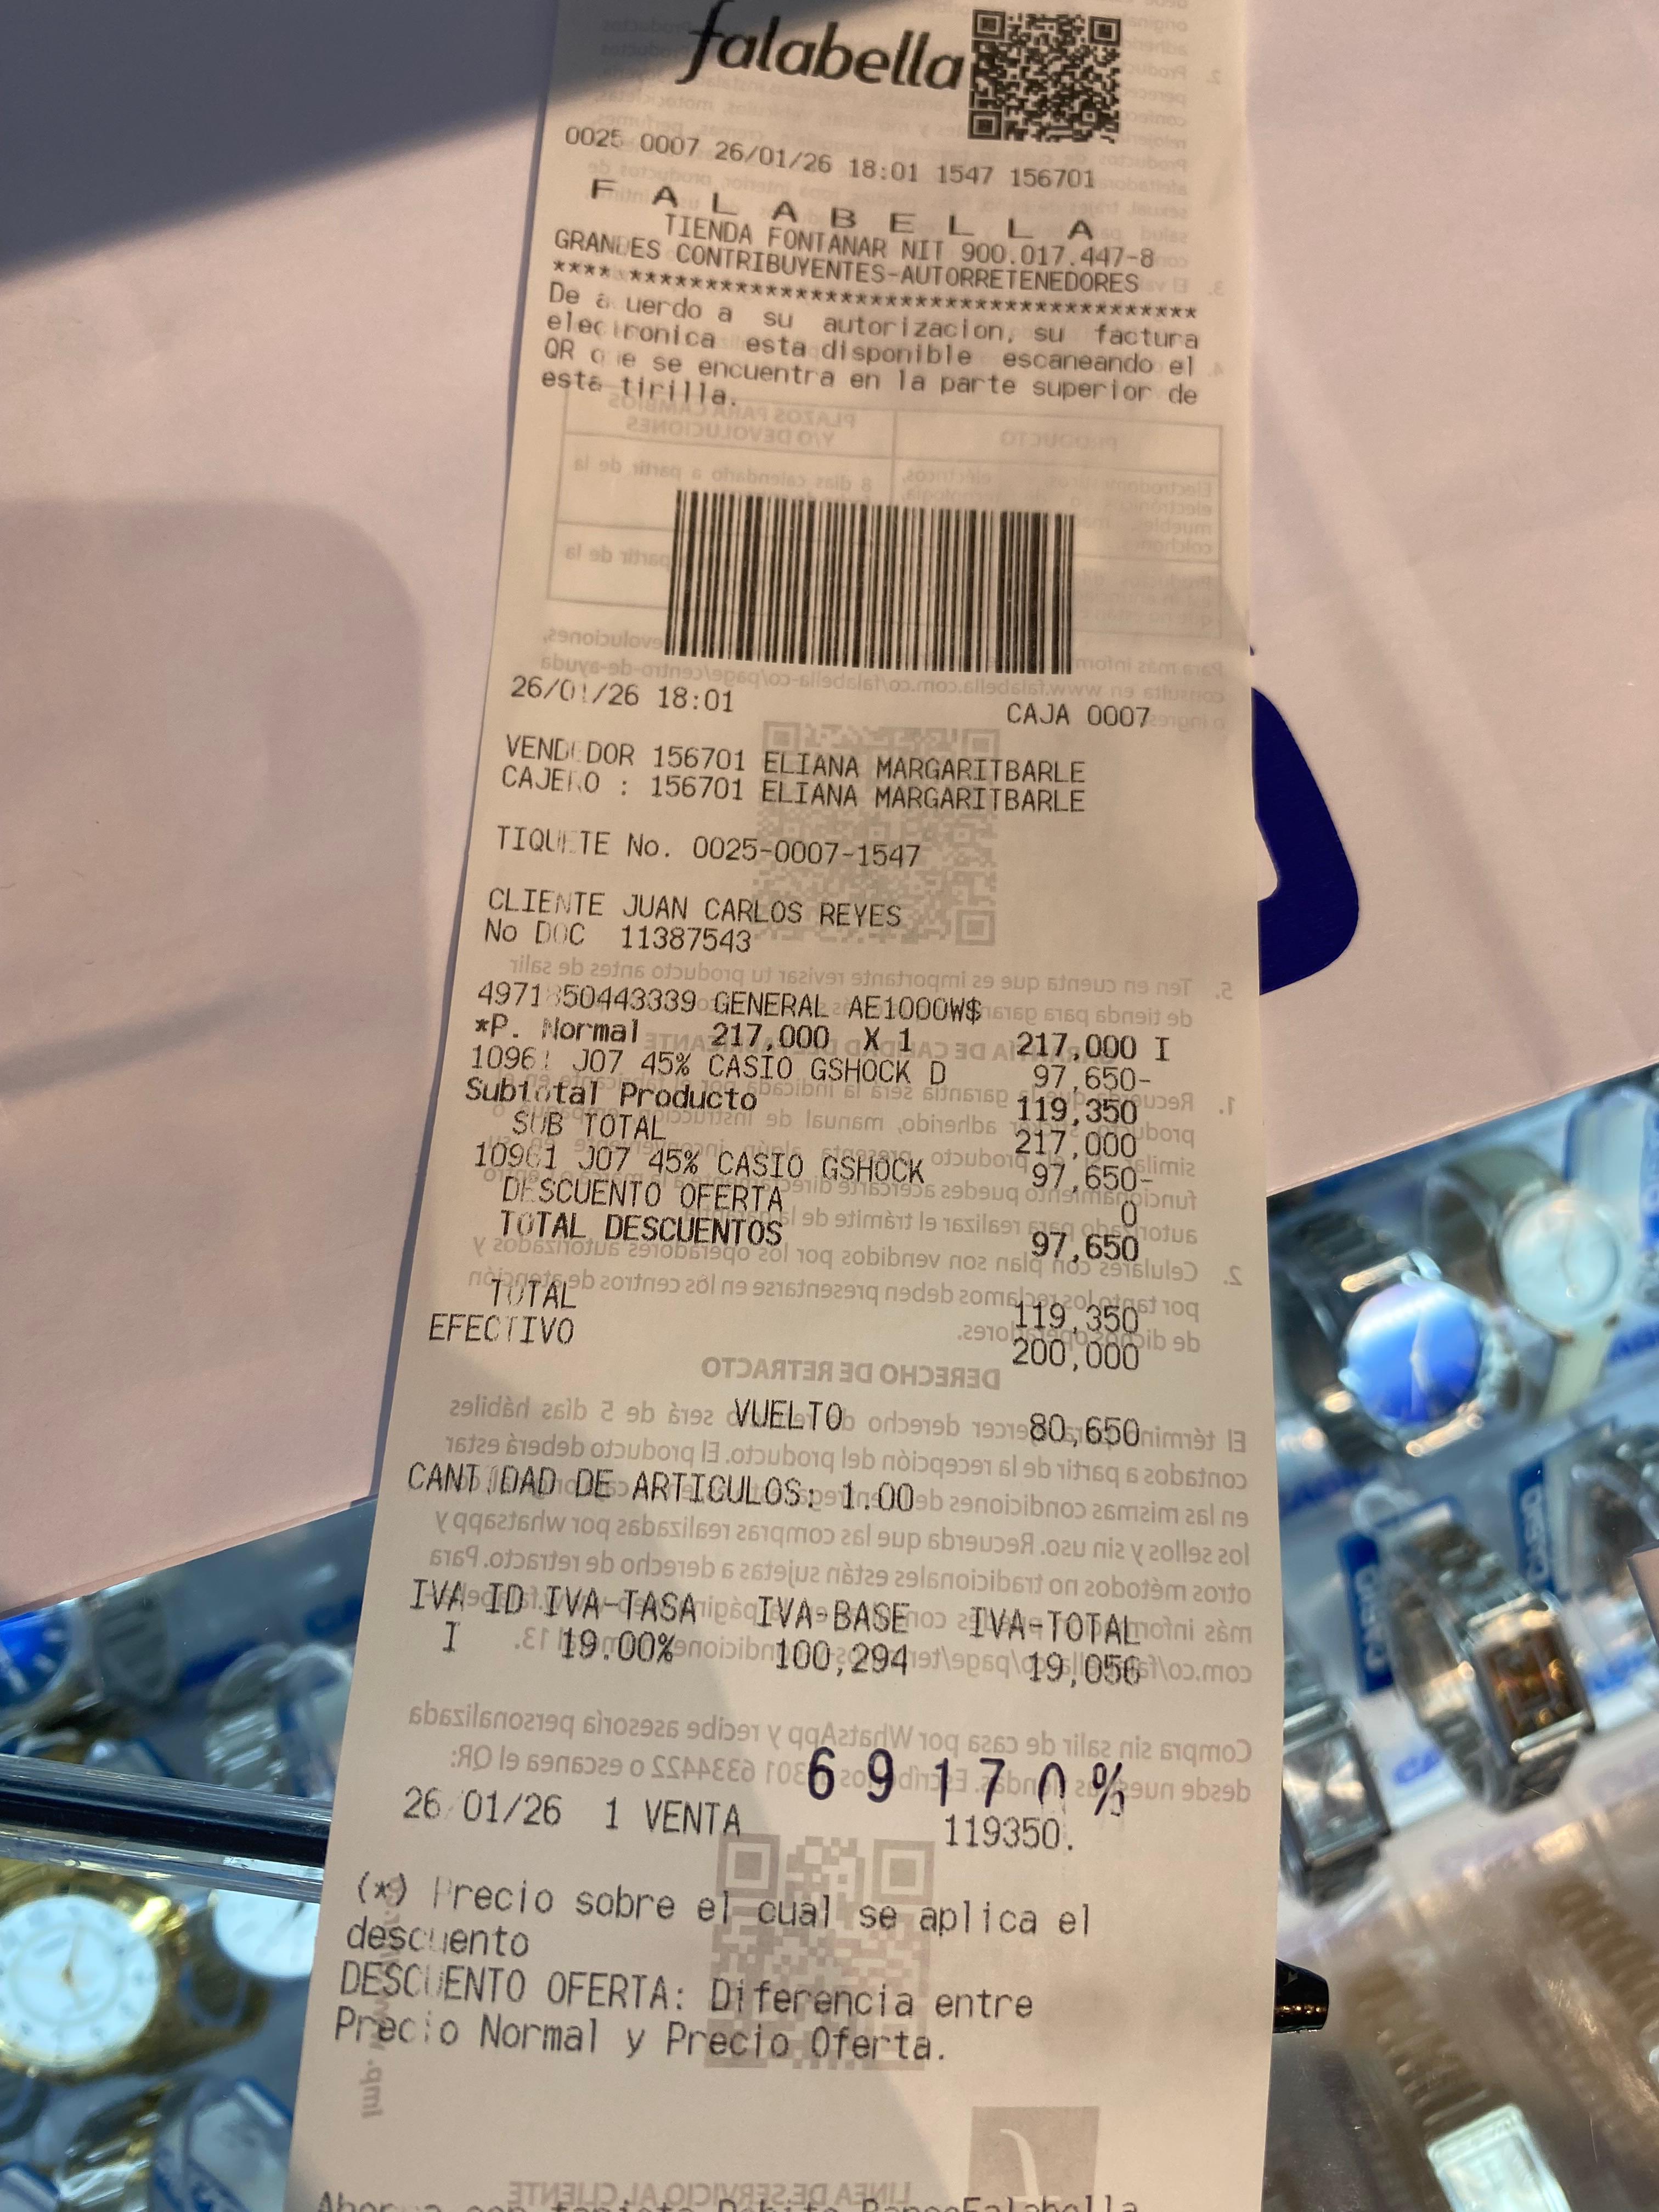 falabella
0025 0007 26/01/26 18:01 1547 156701
F A L A B E L L A
TIENDA FONTANAR NIT 900.017.447-8
GRANDES CONTRIBUYENTES-AUTORRETENEDORES
*******************************************
De acuerdo a su autorizacion, su factura
electronica esta disponible escaneando el
QR que se encuentra en la parte superior de
esta tirilla.
26/01/26 18:01 CAJA 0007
VENDEDOR 156701 ELIANA MARGARITBARLE
CAJERO : 156701 ELIANA MARGARITBARLE
TIQUETE No. 0025-0007-1547
CLIENTE JUAN CARLOS REYES
No DOC 11387543
4971850443339 GENERAL AE1000W$
*P. Normal 217,000 X 1 217,000 I
10961 J07 45% CASIO GSHOCK D 97,650-
Subtotal Producto 119,350
SUB TOTAL 217,000
10961 J07 45% CASIO GSHOCK 97,650-
DESCUENTO OFERTA 0
TOTAL DESCUENTOS 97,650
TOTAL 119,350
EFECTIVO 200,000
VUELTO 80,650
CANTIDAD DE ARTICULOS: 1.00
IVA ID IVA-TASA IVA-BASE IVA-TOTAL
I 19.00% 100,294 19,056
6 9 1 7 0 %
26/01/26 1 VENTA 119350.
(*) Precio sobre el cual se aplica el
descuento
DESCUENTO OFERTA: Diferencia entre
Precio Normal y Precio Oferta.